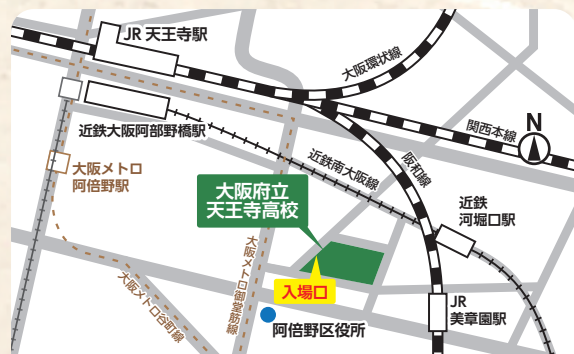 JR 天王寺駅
大阪環状線
関西本線
N
近鉄大阪阿部野橋駅
近鉄南大阪線
阪和線
大阪メトロ
阿倍野駅
大阪府立
天王寺高校
近鉄
河堀口駅
大阪メトロ御堂筋線
大阪メトロ谷町線
入場口
阿倍野区役所
JR
美章園駅